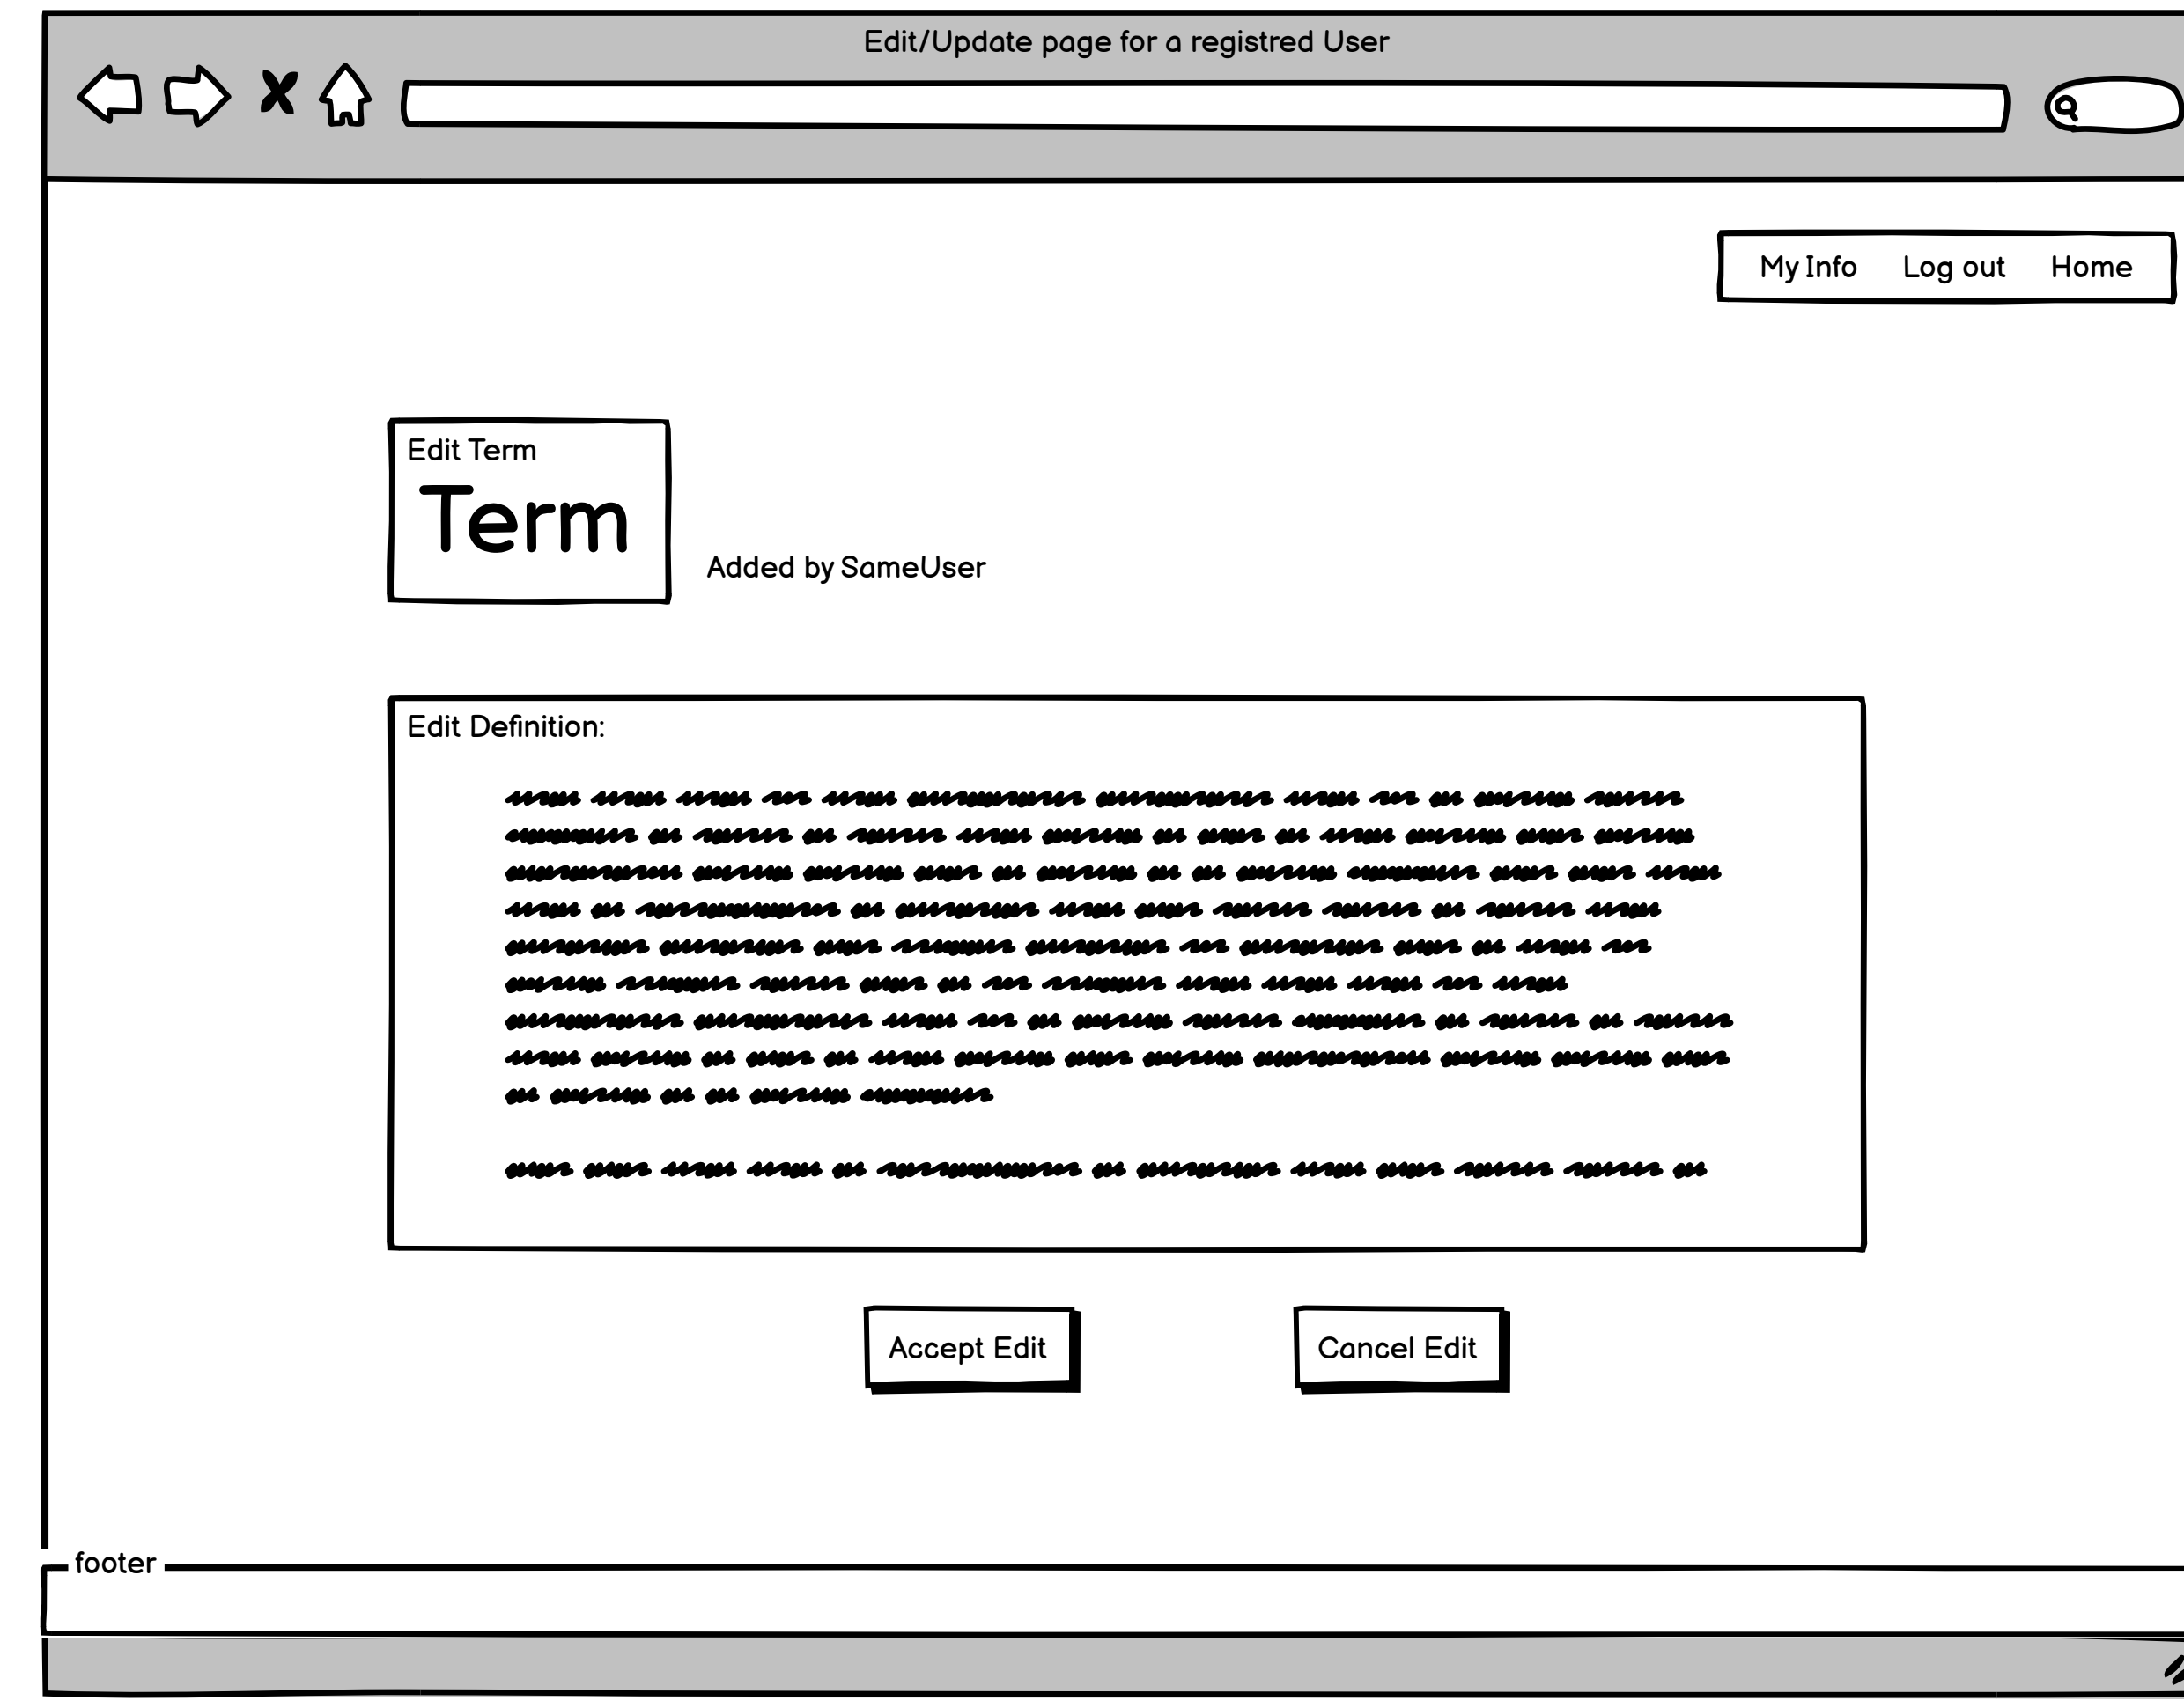 Edit/Update page for a registred User
My Info Log out Home
Edit Term
Term
Added by SameUser
Edit Definition:
Accept Edit Cancel Edit
footer